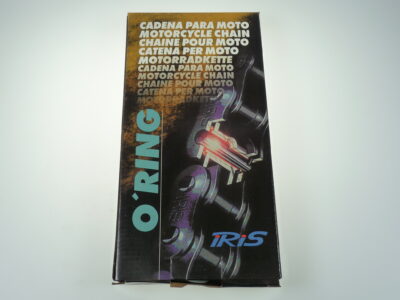 CADENA PARA MOTO
MOTORCYCLE CHAIN
CHAINE POUR MOTO
CATENA PER MOTO
MOTORRADKETTE
CADENA PARA MOTO
MOTORCYCLE CHAIN
CHAINE POUR MOTO
CATENA PER MOTO
MOTORRADKETTE
O´RING
IRIS